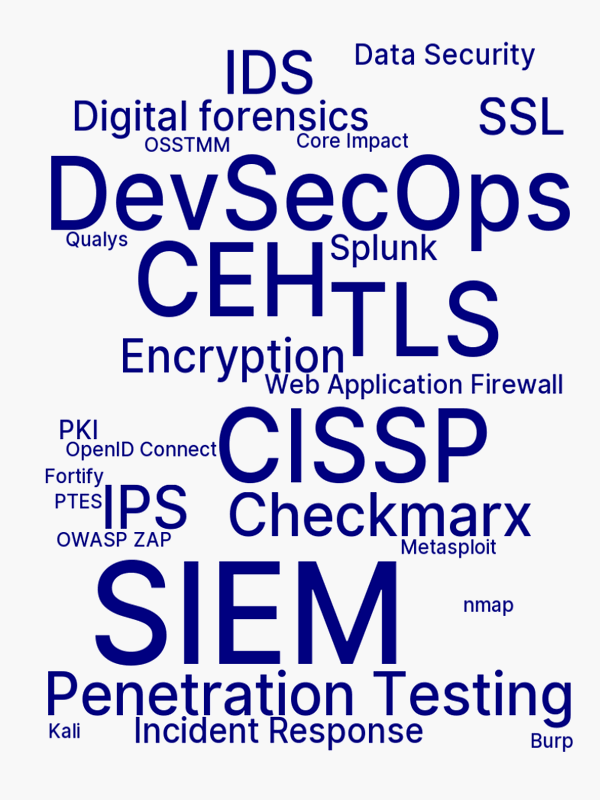 IDS
Data Security
Digital forensics
SSL
OSSTMM
Core Impact
DevSecOps
Qualys
CEH
Splunk
TLS
Encryption
Web Application Firewall
CISSP
PKI
OpenID Connect
Fortify
PTES
IPS
Checkmarx
OWASP ZAP
Metasploit
SIEM
nmap
Penetration Testing
Kali
Incident Response
Burp